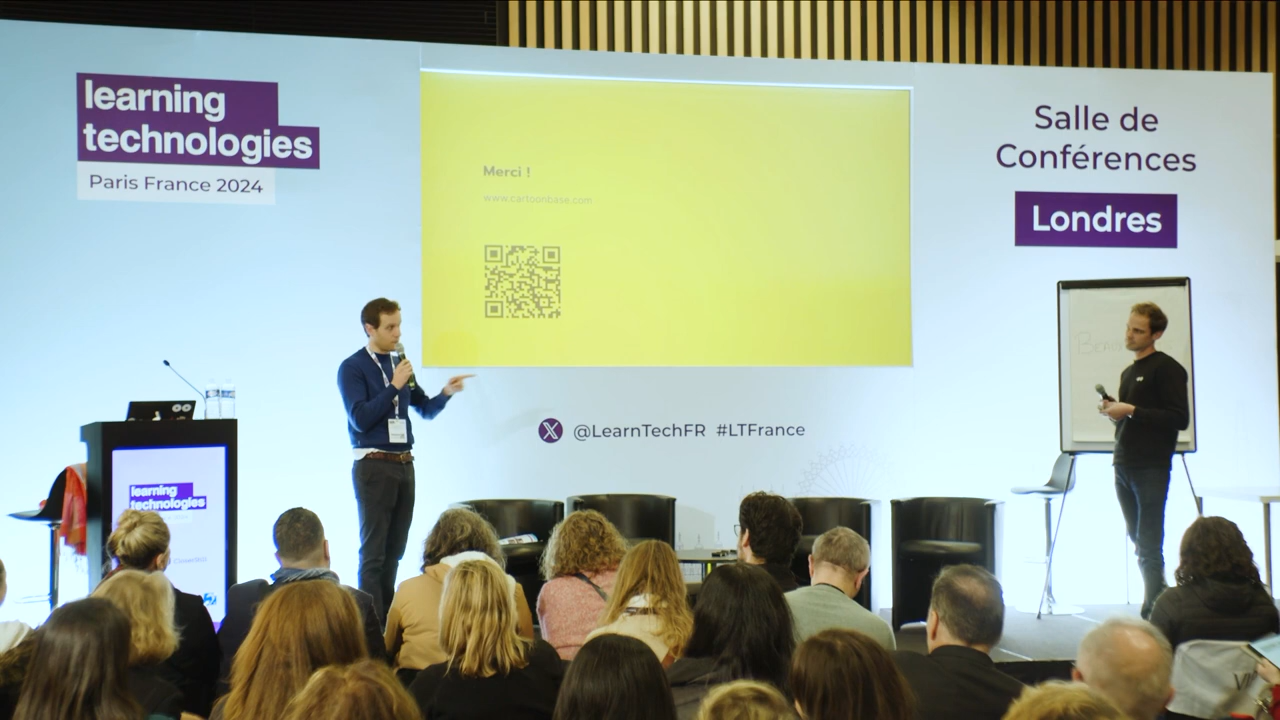 learning
technologies
Paris France 2024
Merci !
www.cartoonbase.com
Salle de
Conférences
Londres
@LearnTechFR #LTFrance
learning
technologies